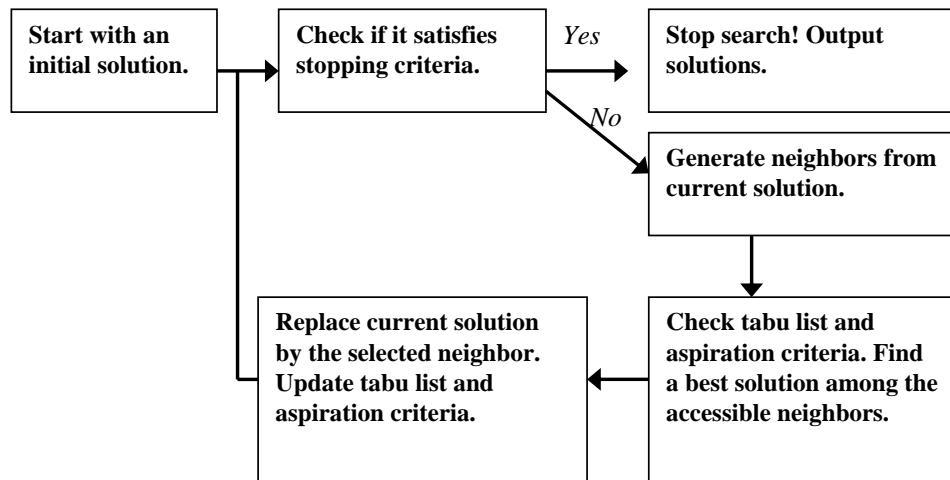 Start with an
initial solution.
Check if it satisfies
stopping criteria.
Yes
Stop search! Output
solutions.
No
Generate neighbors from
current solution.
Check tabu list and
aspiration criteria. Find
a best solution among the
accessible neighbors.
Replace current solution
by the selected neighbor.
Update tabu list and
aspiration criteria.